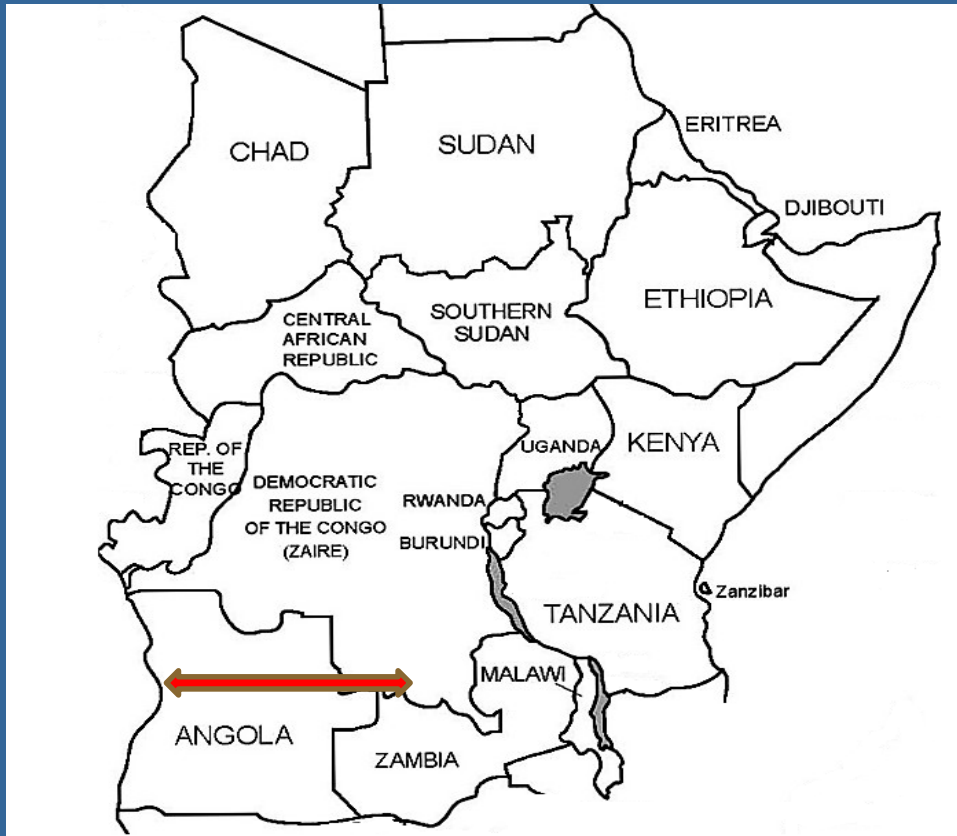 CHAD
SUDAN
ERITREA
DJIBOUTI
ETHIOPIA
CENTRAL
AFRICAN
REPUBLIC
SOUTHERN
SUDAN
REP. OF
THE
CONGO
DEMOCRATIC
REPUBLIC
OF THE CONGO
(ZAIRE)
UGANDA
KENYA
RWANDA
BURUNDI
TANZANIA
Zanzibar
MALAWI
ANGOLA
ZAMBIA